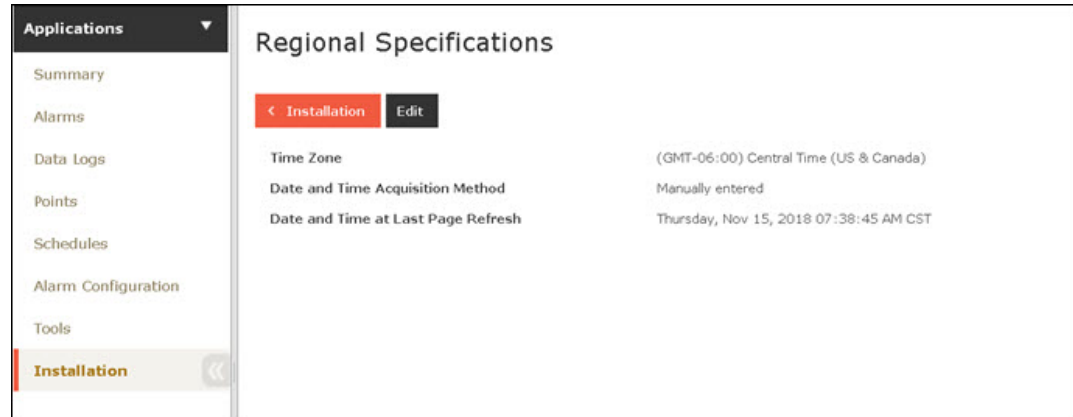 Applications
Summary
Alarms
Data Logs
Points
Schedules
Alarm Configuration
Tools
Installation
Regional Specifications
Installation Edit
Time Zone (GMT-06:00) Central Time (US & Canada)
Date and Time Acquisition Method Manually entered
Date and Time at Last Page Refresh Thursday, Nov 15, 2018 07:38:45 AM CST